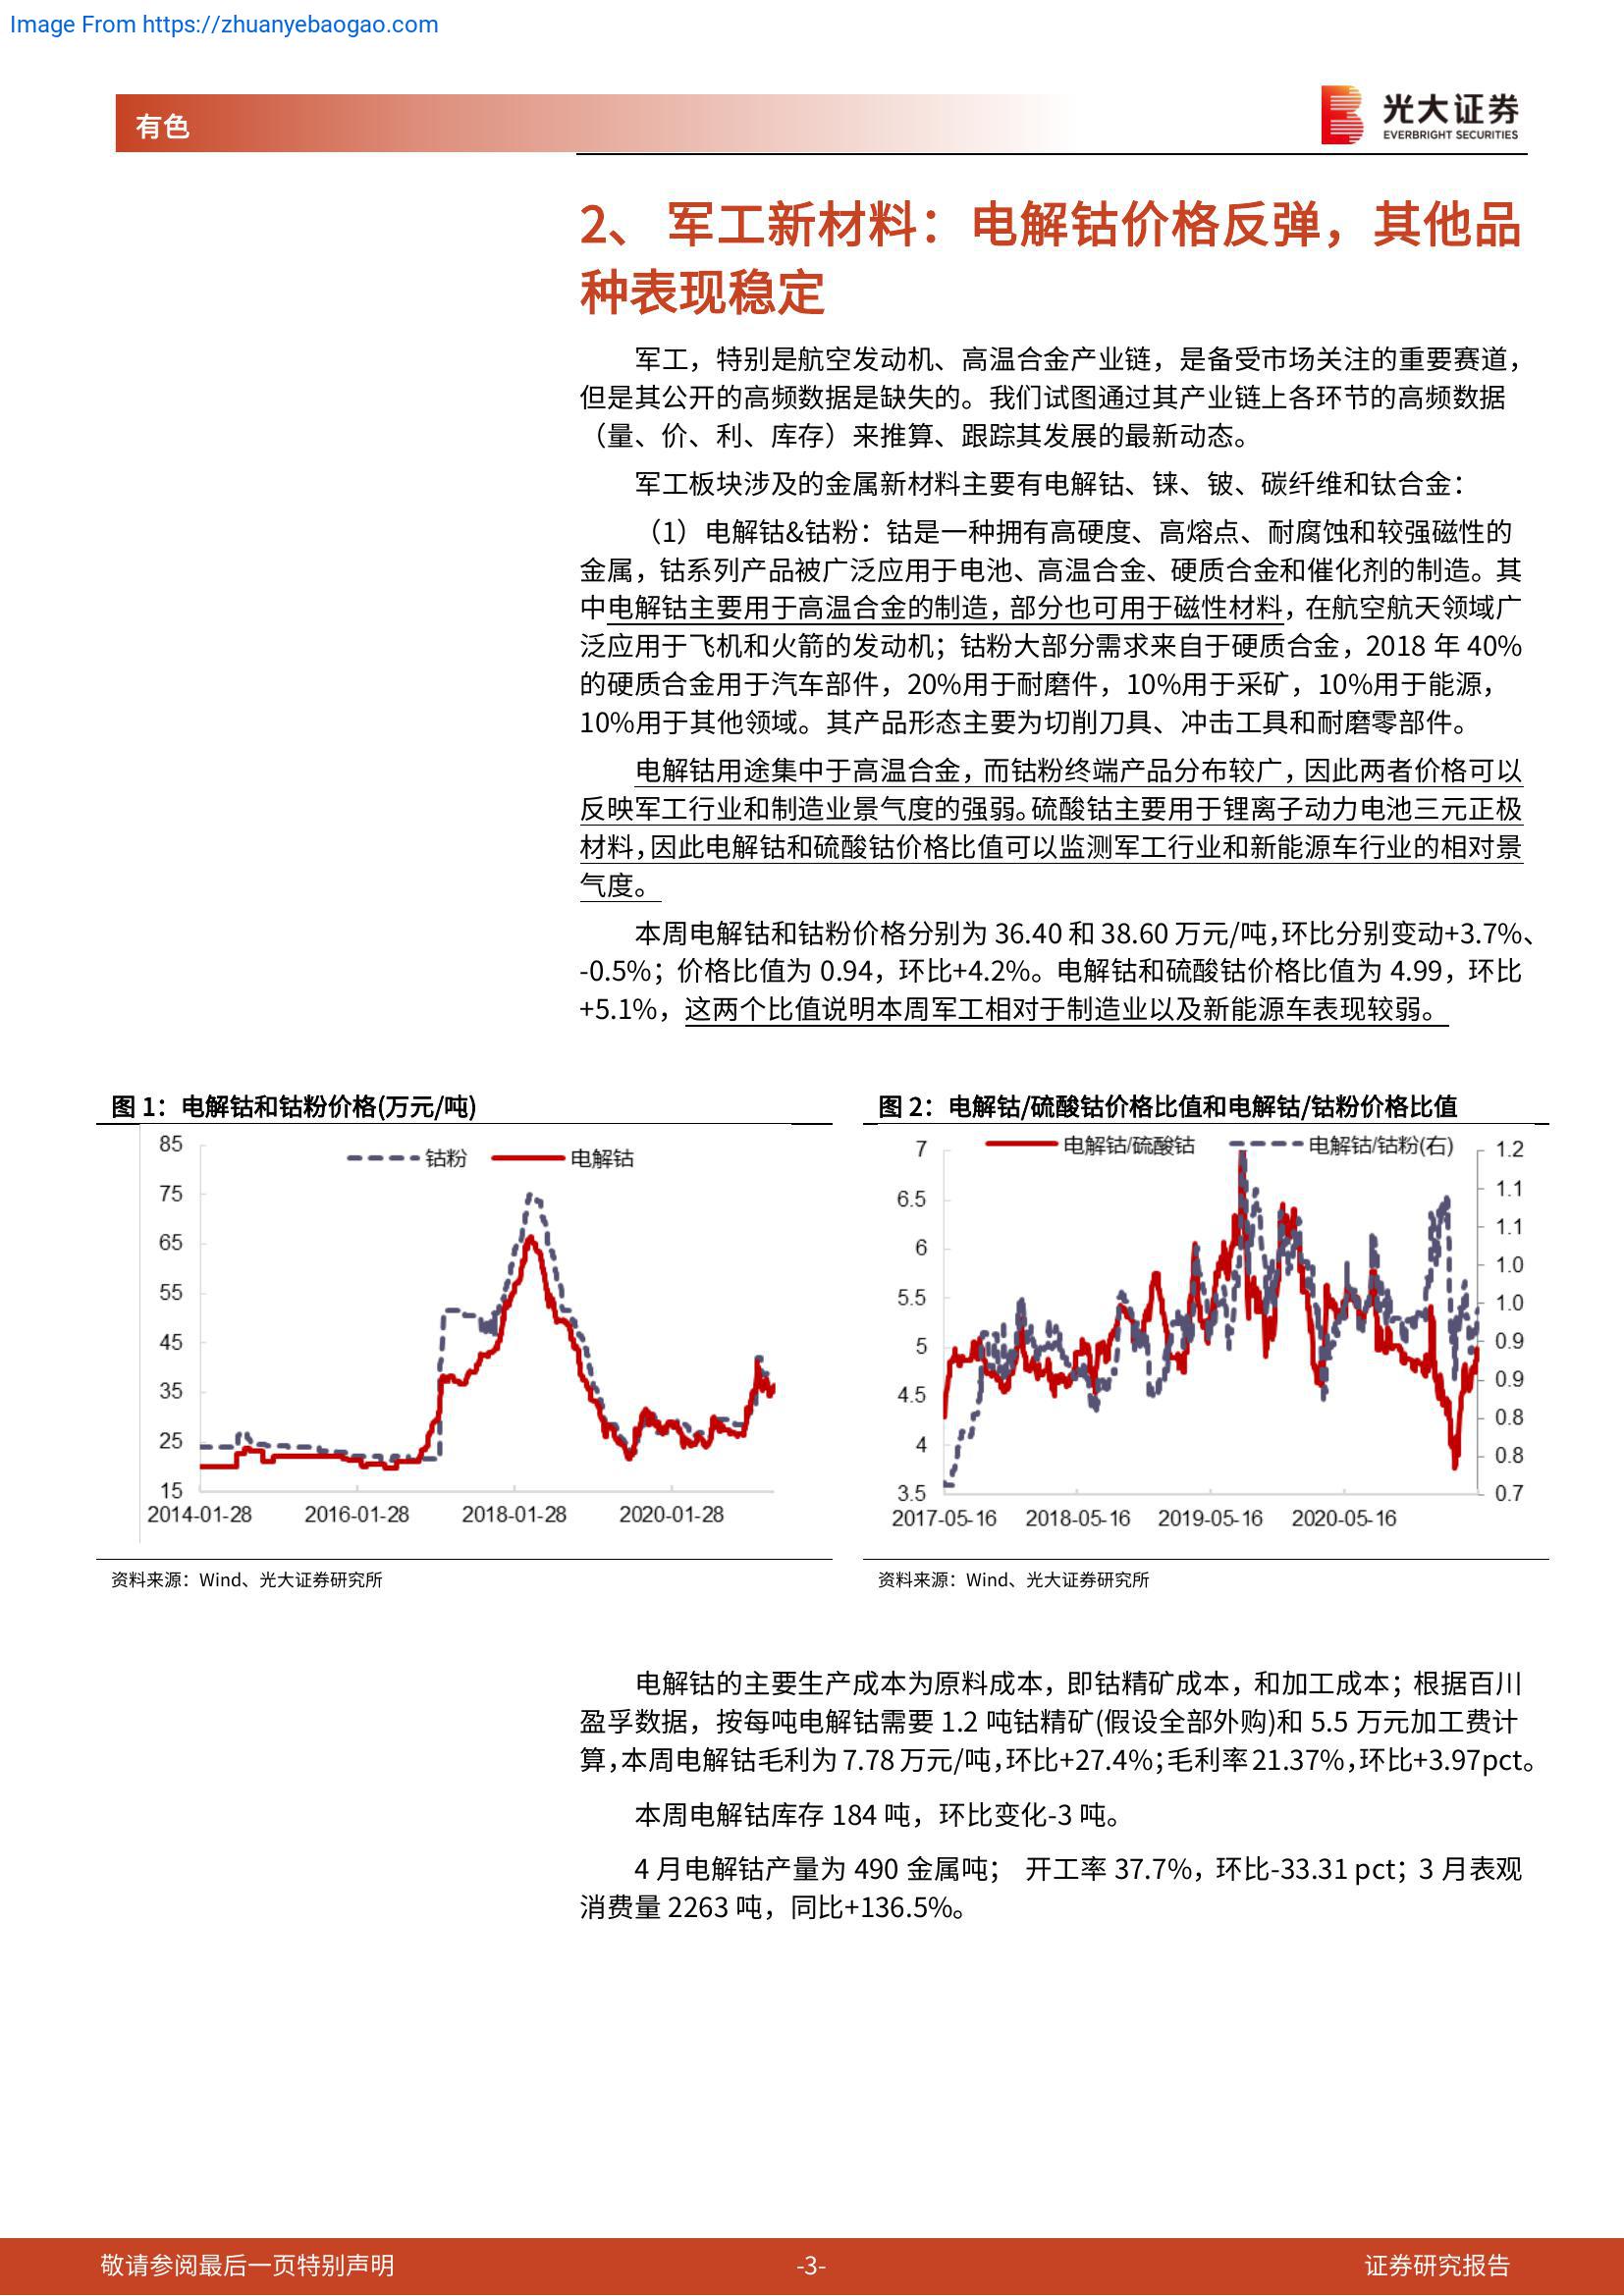 Image From https://zhuanyebaogao.com
有色
光大证券
EVERBRIGHT SECURITIES
2、 军工新材料：电解钴价格反弹，其他品
种表现稳定
军工，特别是航空发动机、高温合金产业链，是备受市场关注的重要赛道，
但是其公开的高频数据是缺失的。我们试图通过其产业链上各环节的高频数据
（量、价、利、库存）来推算、跟踪其发展的最新动态。
军工板块涉及的金属新材料主要有电解钴、铼、铍、碳纤维和钛合金：
（1）电解钴&钴粉：钴是一种拥有高硬度、高熔点、耐腐蚀和较强磁性的
金属，钴系列产品被广泛应用于电池、高温合金、硬质合金和催化剂的制造。其
中电解钴主要用于高温合金的制造，部分也可用于磁性材料，在航空航天领域广
泛应用于飞机和火箭的发动机；钴粉大部分需求来自于硬质合金，2018 年 40%
的硬质合金用于汽车部件，20%用于耐磨件，10%用于采矿，10%用于能源，
10%用于其他领域。其产品形态主要为切削刀具、冲击工具和耐磨零部件。
电解钴用途集中于高温合金，而钴粉终端产品分布较广，因此两者价格可以
反映军工行业和制造业景气度的强弱。硫酸钴主要用于锂离子动力电池三元正极
材料，因此电解钴和硫酸钴价格比值可以监测军工行业和新能源车行业的相对景
气度。
本周电解钴和钴粉价格分别为 36.40 和 38.60 万元/吨，环比分别变动+3.7%、
-0.5%；价格比值为 0.94，环比+4.2%。电解钴和硫酸钴价格比值为 4.99，环比
+5.1%，这两个比值说明本周军工相对于制造业以及新能源车表现较弱。
图 1：电解钴和钴粉价格(万元/吨)
85
75
65
55
45
35
25
15
钴粉 电解钴
2014-01-28 2016-01-28 2018-01-28 2020-01-28
资料来源：Wind、光大证券研究所
图 2：电解钴/硫酸钴价格比值和电解钴/钴粉价格比值
电解钴/硫酸钴 电解钴/钴粉(右)
7
6.5
6
5.5
5
4.5
4
3.5
1.2
1.1
1.1
1.0
1.0
0.9
0.9
0.8
0.8
0.7
2017-05-16 2018-05-16 2019-05-16 2020-05-16
资料来源：Wind、光大证券研究所
电解钴的主要生产成本为原料成本，即钴精矿成本，和加工成本；根据百川
盈孚数据，按每吨电解钴需要 1.2 吨钴精矿(假设全部外购)和 5.5 万元加工费计
算，本周电解钴毛利为 7.78 万元/吨，环比+27.4%；毛利率 21.37%，环比+3.97pct。
本周电解钴库存 184 吨，环比变化-3 吨。
4 月电解钴产量为 490 金属吨； 开工率 37.7%，环比-33.31 pct；3 月表观
消费量 2263 吨，同比+136.5%。
敬请参阅最后一页特别声明
-3-
证券研究报告